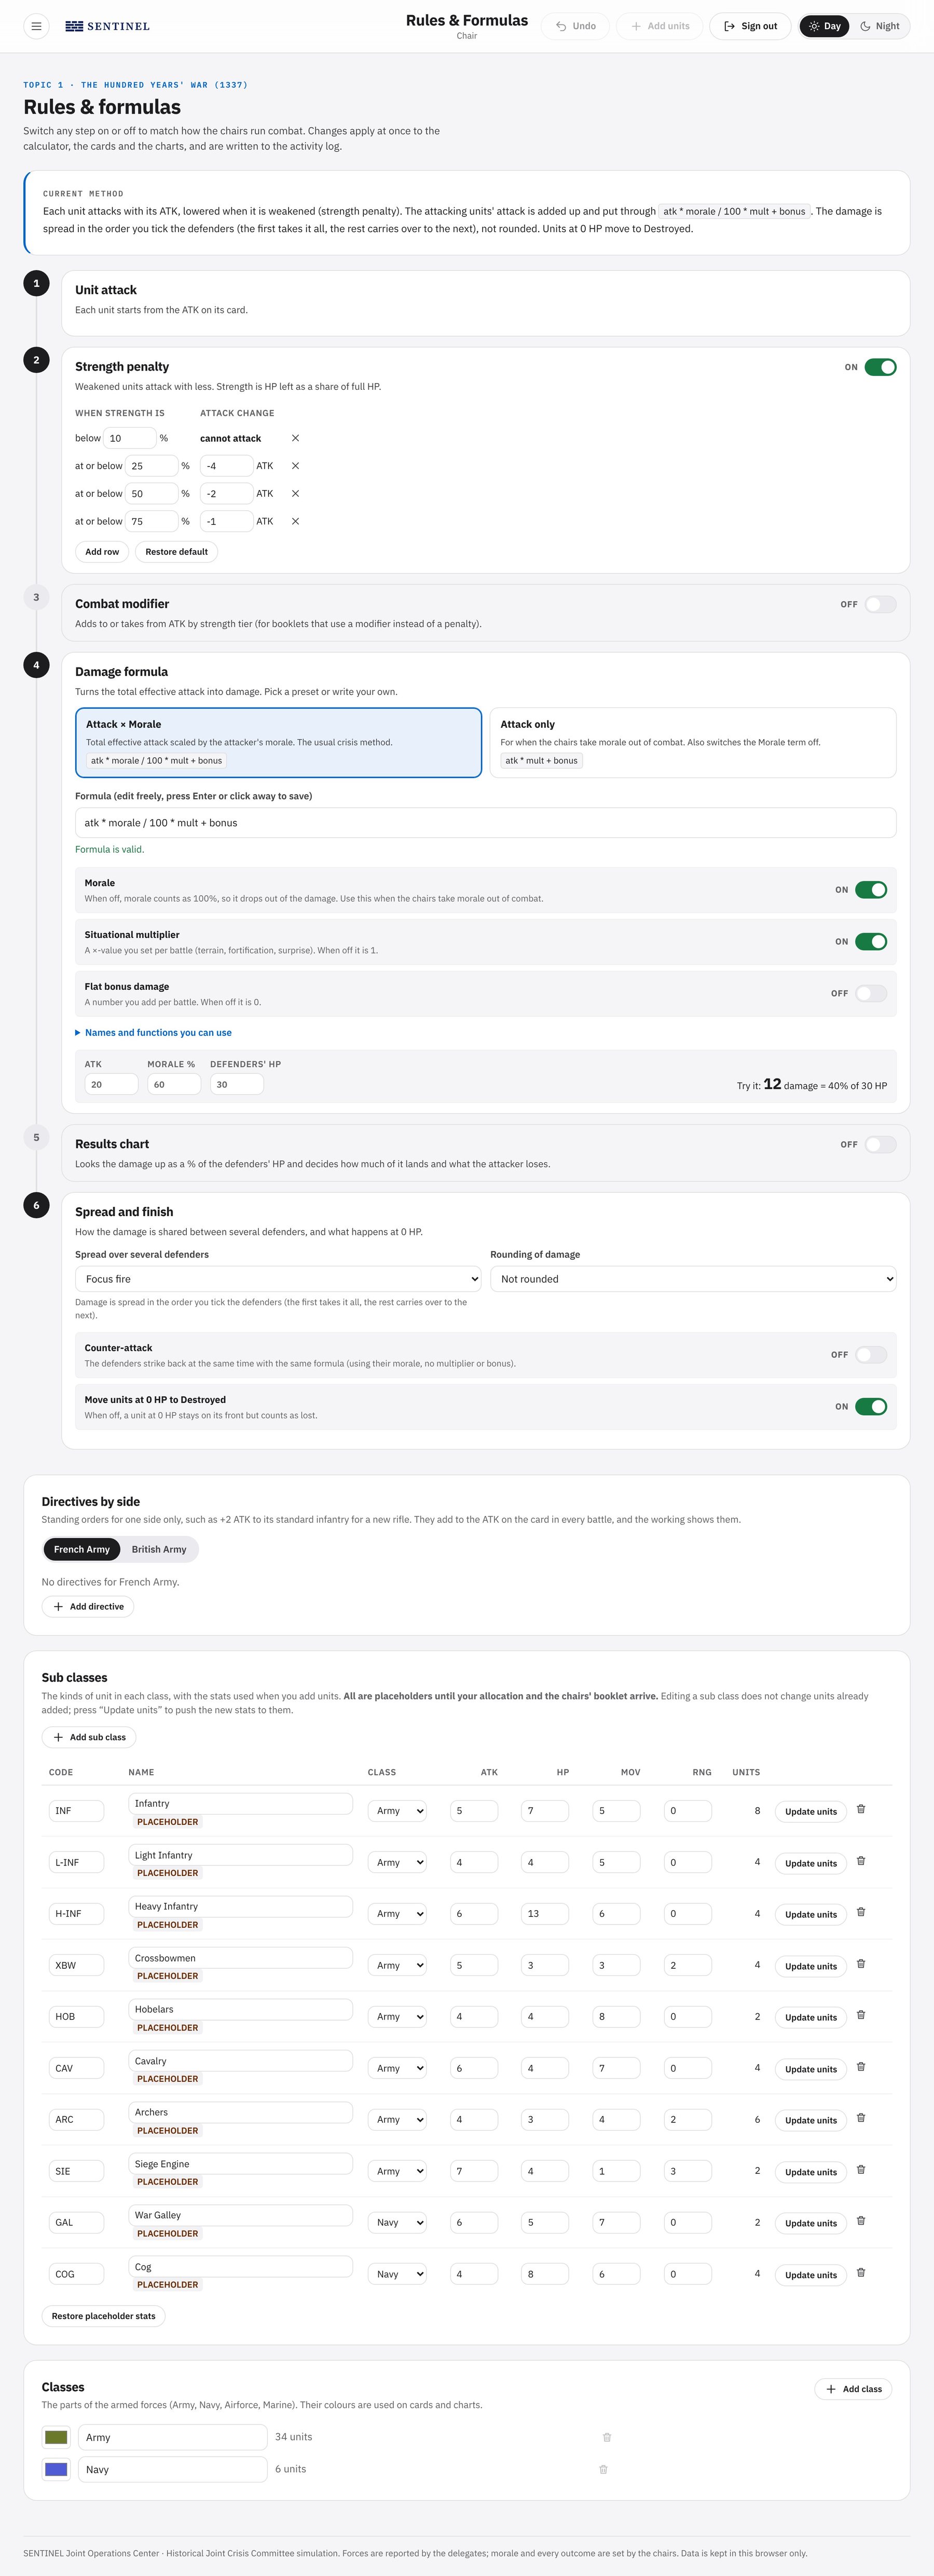 SENTINEL
Rules & Formulas
Chair
Undo
Add units
Sign out
Day
Night
TOPIC 1 · THE HUNDRED YEARS' WAR (1337)
Rules & formulas
Switch any step on or off to match how the chairs run combat. Changes apply at once to the
calculator, the cards and the charts, and are written to the activity log.
CURRENT METHOD
Each unit attacks with its ATK, lowered when it is weakened (strength penalty). The attacking units' attack is added up and put through atk * morale / 100 * mult + bonus . The damage is
spread in the order you tick the defenders (the first takes it all, the rest carries over to the next), not rounded. Units at 0 HP move to Destroyed.
1
Unit attack
Each unit starts from the ATK on its card.
2
Strength penalty
ON
Weakened units attack with less. Strength is HP left as a share of full HP.
WHEN STRENGTH IS ATTACK CHANGE
below 10 % cannot attack
at or below 25 % -4 ATK
at or below 50 % -2 ATK
at or below 75 % -1 ATK
Add row Restore default
3
Combat modifier
OFF
Adds to or takes from ATK by strength tier (for booklets that use a modifier instead of a penalty).
4
Damage formula
Turns the total effective attack into damage. Pick a preset or write your own.
Attack × Morale
Total effective attack scaled by the attacker's morale. The usual crisis method.
atk * morale / 100 * mult + bonus
Attack only
For when the chairs take morale out of combat. Also switches the Morale term off.
atk * mult + bonus
Formula (edit freely, press Enter or click away to save)
atk * morale / 100 * mult + bonus
Formula is valid.
Morale
When off, morale counts as 100%, so it drops out of the damage. Use this when the chairs take morale out of combat.
ON
Situational multiplier
A ×-value you set per battle (terrain, fortification, surprise). When off it is 1.
ON
Flat bonus damage
A number you add per battle. When off it is 0.
OFF
Names and functions you can use
ATK MORALE % DEFENDERS' HP
20 60 30
Try it: 12 damage = 40% of 30 HP
5
Results chart
OFF
Looks the damage up as a % of the defenders' HP and decides how much of it lands and what the attacker loses.
6
Spread and finish
How the damage is shared between several defenders, and what happens at 0 HP.
Spread over several defenders
Focus fire
Damage is spread in the order you tick the defenders (the first takes it all, the rest carries over to the
next).
Rounding of damage
Not rounded
Counter-attack
The defenders strike back at the same time with the same formula (using their morale, no multiplier or bonus).
OFF
Move units at 0 HP to Destroyed
When off, a unit at 0 HP stays on its front but counts as lost.
ON
Directives by side
Standing orders for one side only, such as +2 ATK to its standard infantry for a new rifle. They add to the ATK on the card in every battle, and the working shows them.
French Army British Army
No directives for French Army.
Add directive
Sub classes
The kinds of unit in each class, with the stats used when you add units. All are placeholders until your allocation and the chairs' booklet arrive. Editing a sub class does not change units already
added; press “Update units” to push the new stats to them.
Add sub class
CODE NAME CLASS ATK HP MOV RNG UNITS
INF Infantry Army 5 7 5 0 8 Update units
PLACEHOLDER
L-INF Light Infantry Army 4 4 5 0 4 Update units
PLACEHOLDER
H-INF Heavy Infantry Army 6 13 6 0 4 Update units
PLACEHOLDER
XBW Crossbowmen Army 5 3 3 2 4 Update units
PLACEHOLDER
HOB Hobelars Army 4 4 8 0 2 Update units
PLACEHOLDER
CAV Cavalry Army 6 4 7 0 4 Update units
PLACEHOLDER
ARC Archers Army 4 3 4 2 6 Update units
PLACEHOLDER
SIE Siege Engine Army 7 4 1 3 2 Update units
PLACEHOLDER
GAL War Galley Navy 6 5 7 0 2 Update units
PLACEHOLDER
COG Cog Navy 4 8 6 0 4 Update units
PLACEHOLDER
Restore placeholder stats
Classes
Add class
The parts of the armed forces (Army, Navy, Airforce, Marine). Their colours are used on cards and charts.
Army 34 units
Navy 6 units
SENTINEL Joint Operations Center · Historical Joint Crisis Committee simulation. Forces are reported by the delegates; morale and every outcome are set by the chairs. Data is kept in this browser only.